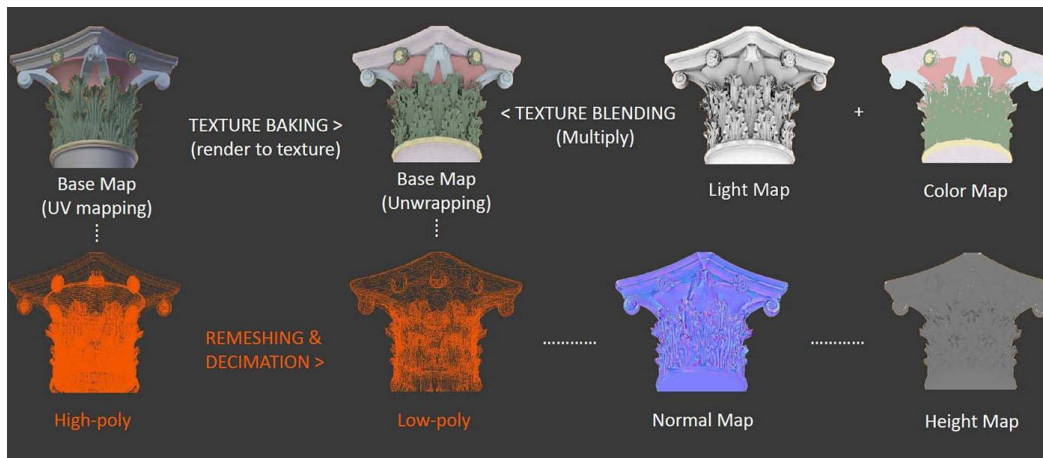 TEXTURE BAKING >
(render to texture)
< TEXTURE BLENDING
(Multiply)
+
Base Map
(UV mapping)
Base Map
(Unwrapping)
Light Map
Color Map
REMESHING &
DECIMATION >
High-poly
Low-poly
Normal Map
Height Map